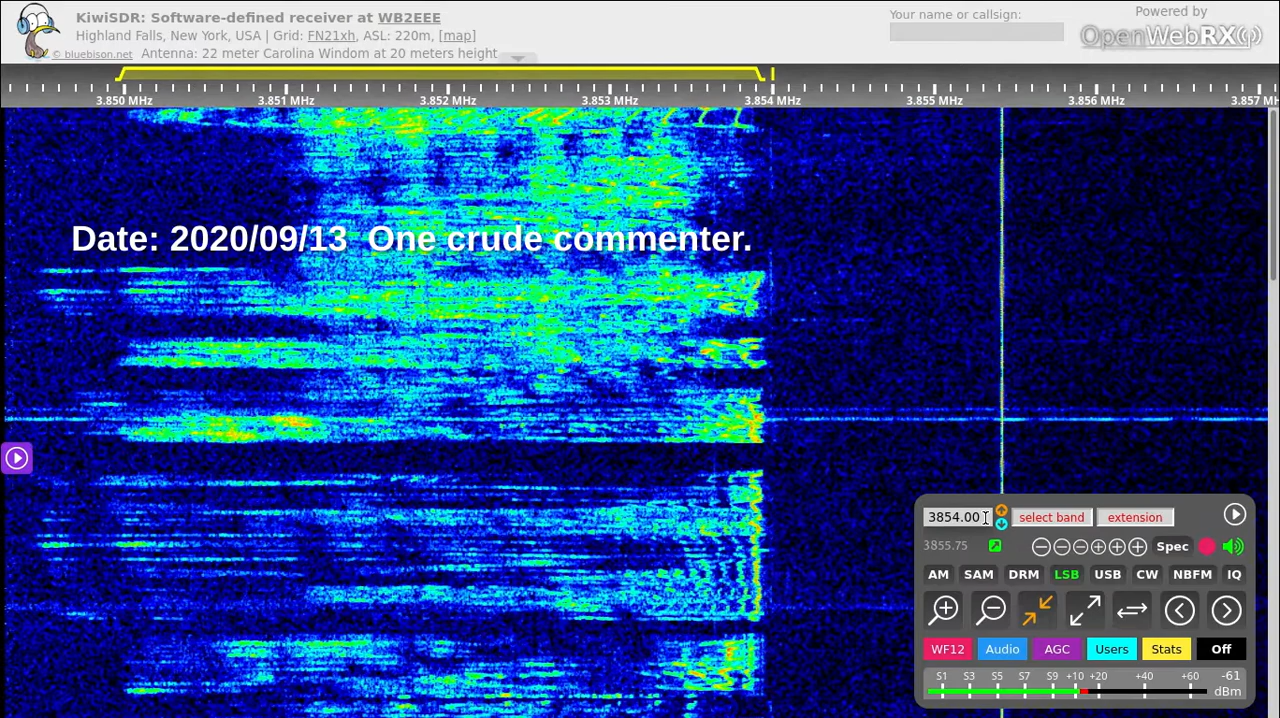 KiwiSDR: Software-defined receiver at WB2EEE
Highland Falls, New York, USA | Grid: FN21xh, ASL: 220m, [map]
© bluebison.net Antenna: 22 meter Carolina Windom at 20 meters height
Your name or callsign:
Powered by
OpenWebRX
3.850 MHz 3.851 MHz 3.852 MHz 3.853 MHz 3.854 MHz 3.855 MHz 3.856 MHz 3.857 MHz
Date: 2020/09/13 One crude commenter.
3854.00 select band extension
3855.75 Spec
AM SAM DRM LSB USB CW NBFM IQ
WF12 Audio AGC Users Stats Off
S1 S3 S5 S7 S9 +10 +20 +40 +60 -61
dBm